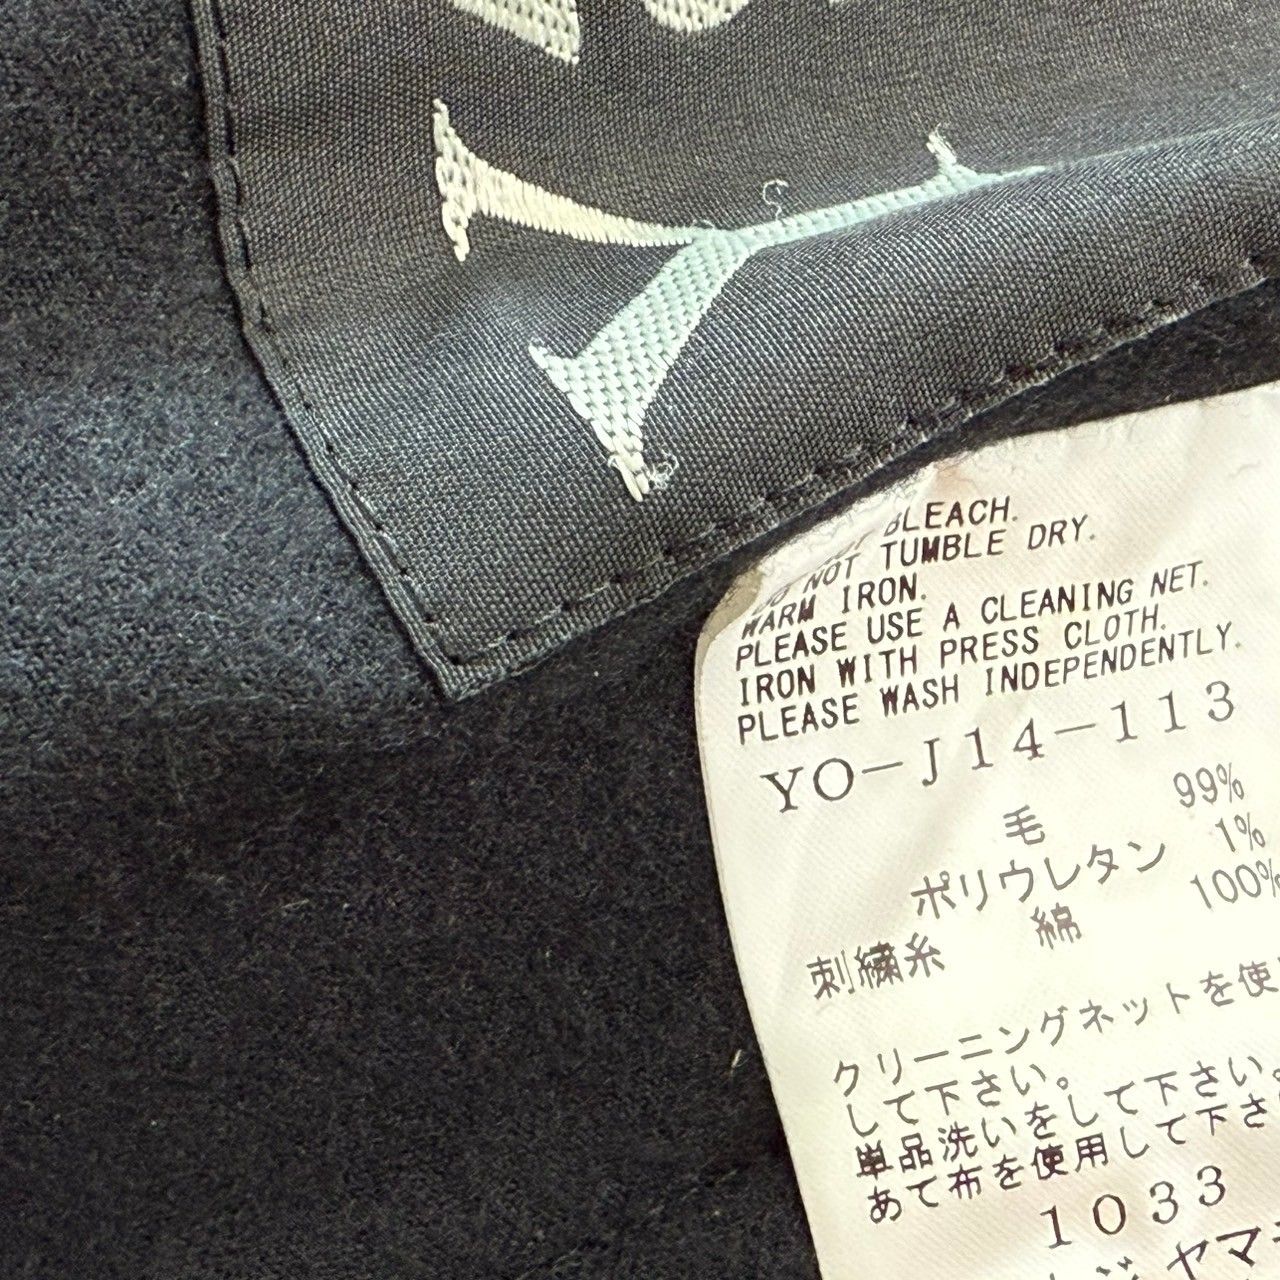 Y
BLEACH.
DO NOT TUMBLE DRY.
WARM IRON.
PLEASE USE A CLEANING NET.
IRON WITH PRESS CLOTH.
PLEASE WASH INDEPENDENTLY.
YO-J14-113
毛 99%
ポリウレタン 1%
刺繍糸 綿 100%
クリーニングネットを使
して下さい。
単品洗いをして下さい。
あて布を使用して下さ
1033
ヤマ